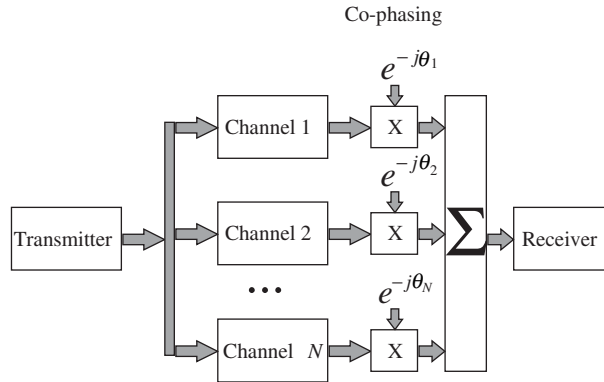 Co-phasing
e^{-jθ_1}
Channel 1
X
e^{-jθ_2}
Transmitter
Channel 2
X
Σ
Receiver
...
e^{-jθ_N}
Channel N
X